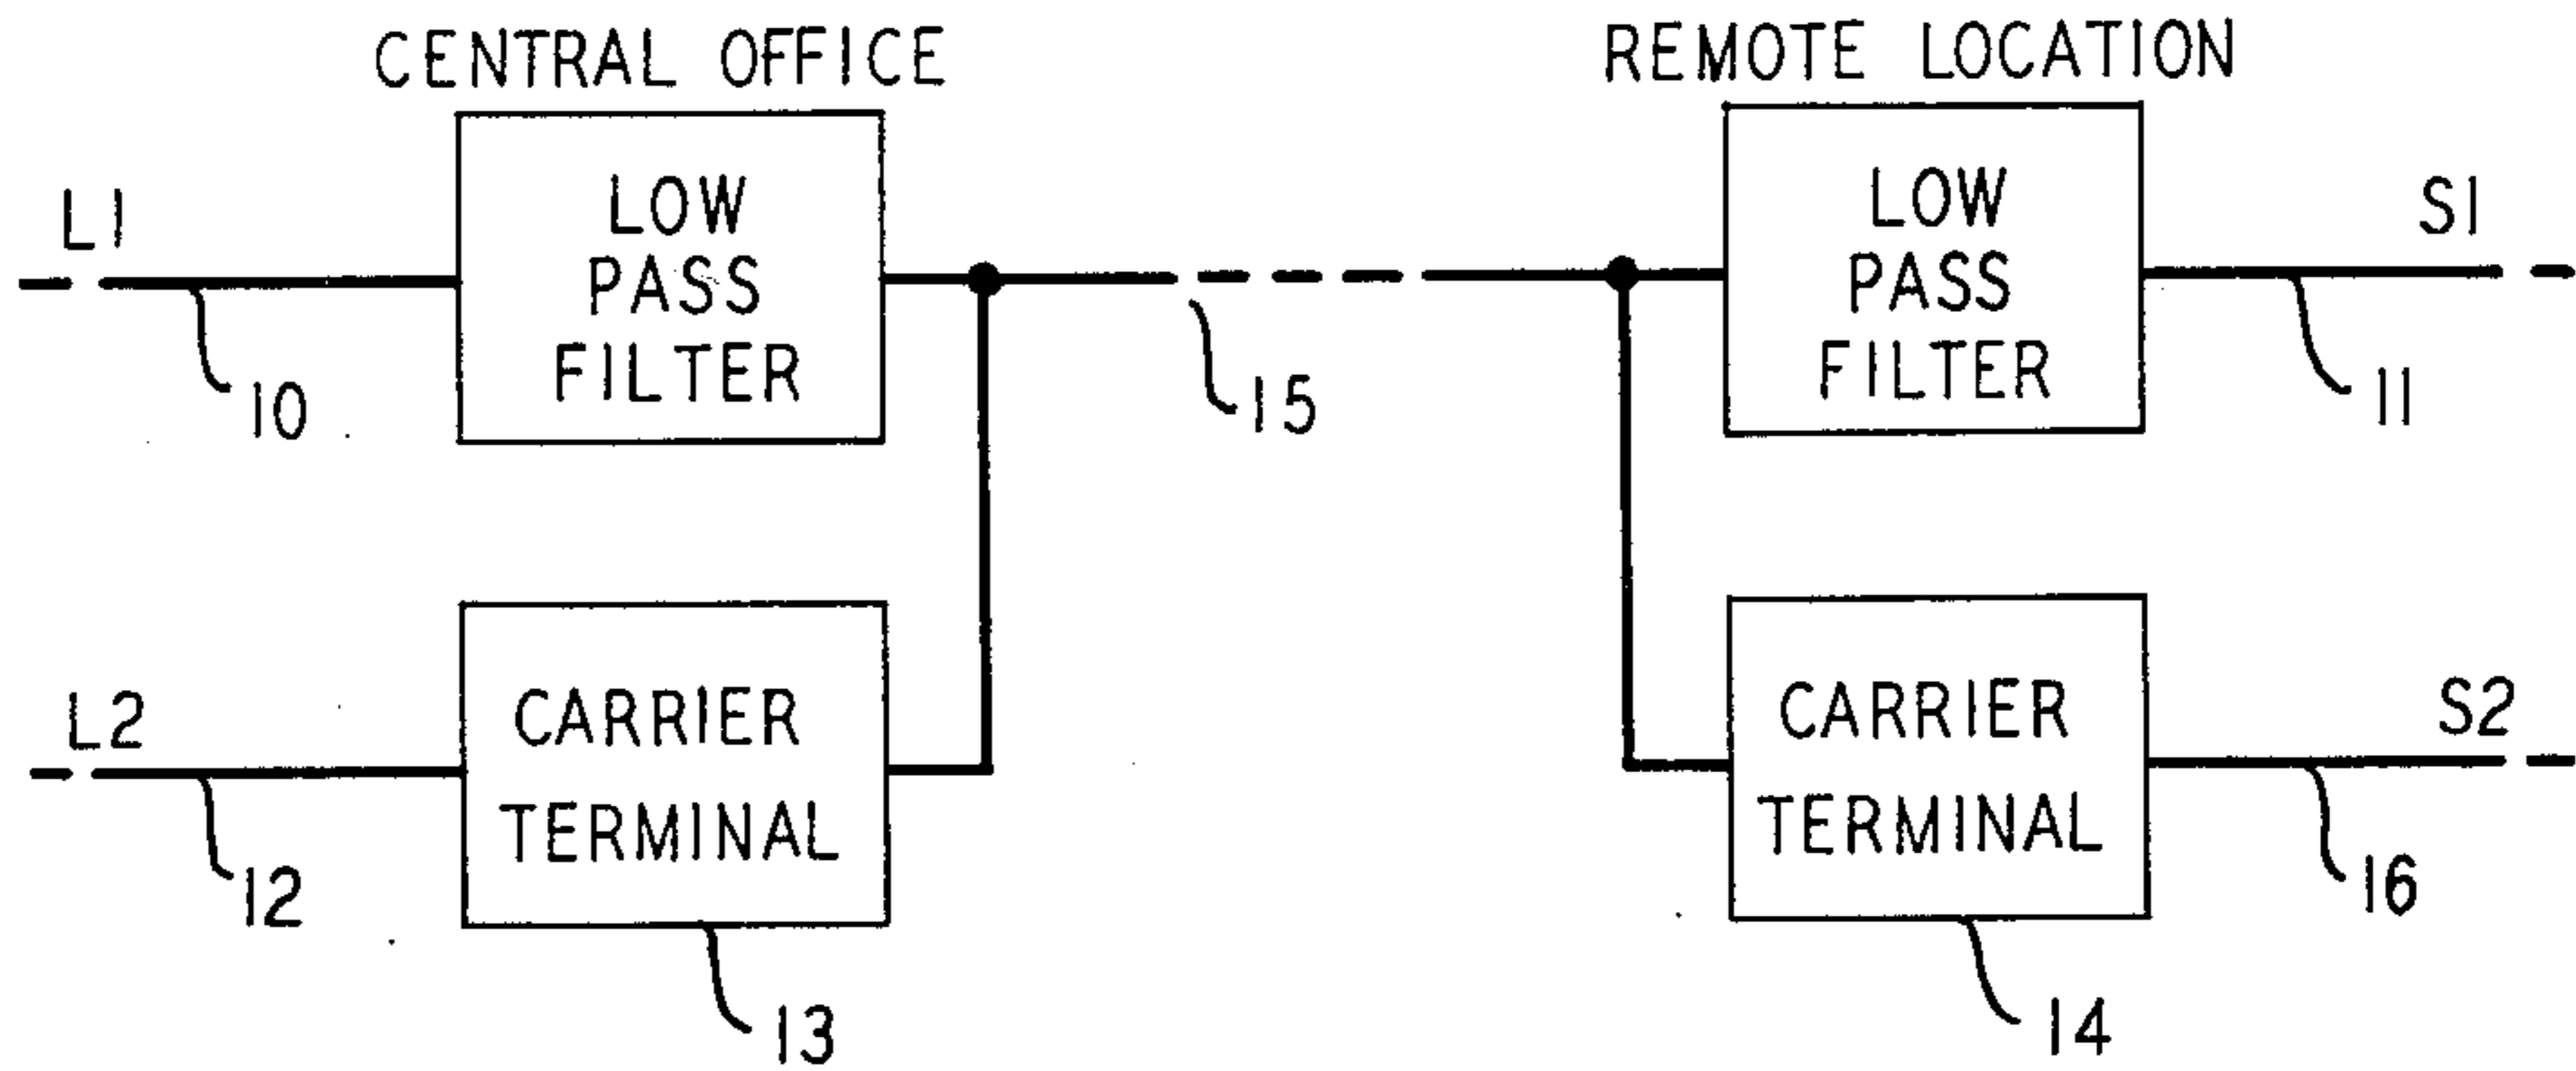 CENTRAL OFFICE
REMOTE LOCATION
L1
LOW
PASS
FILTER
10
15
LOW
PASS
FILTER
S1
11
L2
CARRIER
TERMINAL
12
13
CARRIER
TERMINAL
S2
16
14